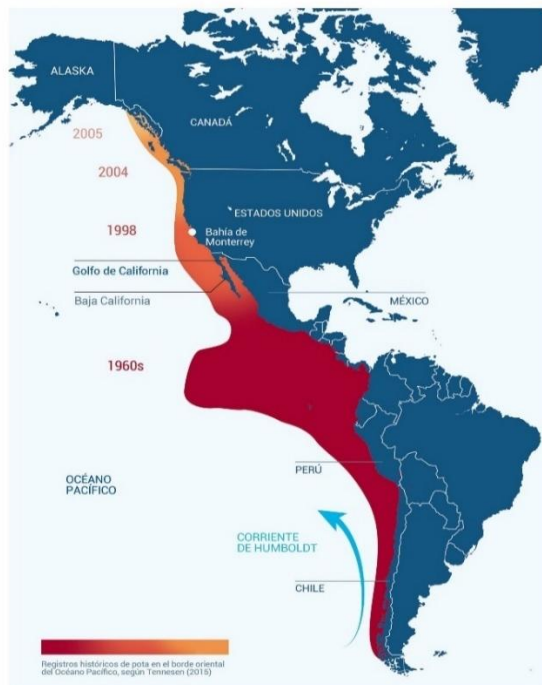 ALASKA
CANADÁ
2005
2004
ESTADOS UNIDOS
1998
Bahía de
Monterrey
Golfo de California
Baja California
MÉXICO
1960s
OCÉANO
PACÍFICO
PERÚ
CORRIENTE
DE HUMBOLDT
CHILE
Registros históricos de pota en el borde oriental
del Océano Pacífico, según Tennesen (2015)